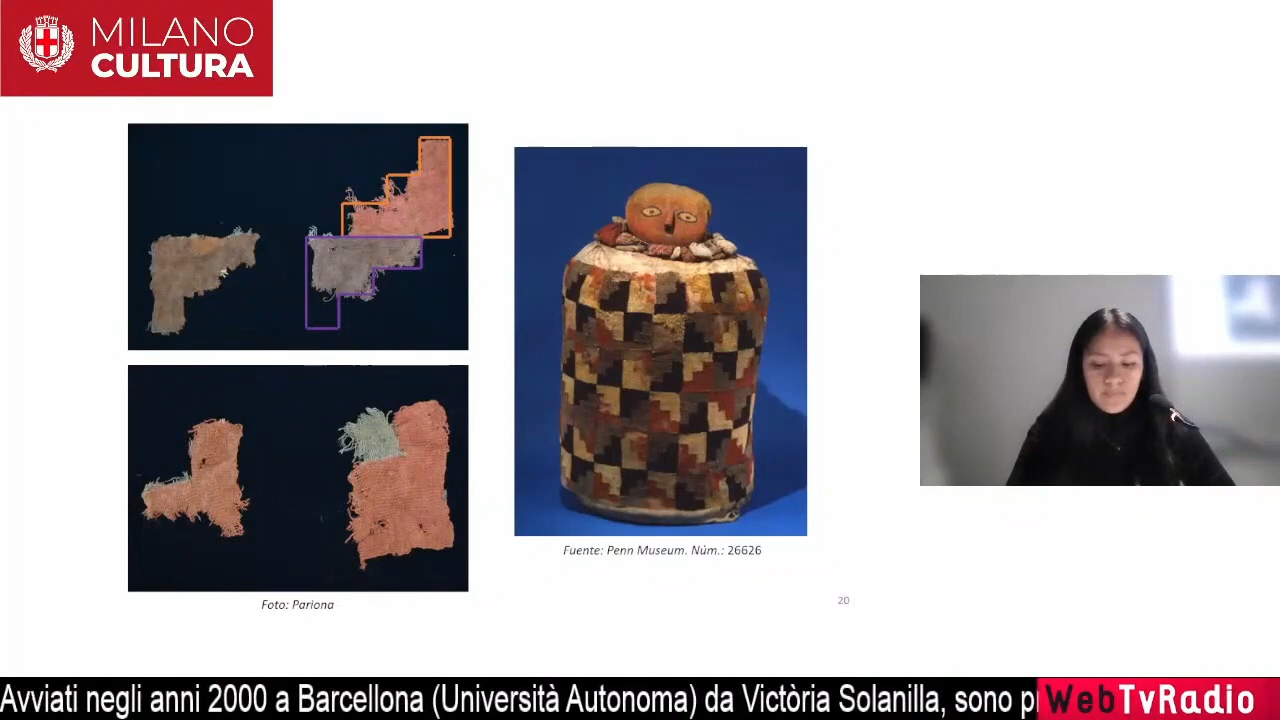 MILANO
CULTURA
Fuente: Penn Museum. Núm.: 26626
Foto: Pariona
20
Avviati negli anni 2000 a Barcellona (Università Autonoma) da Victòria Solanilla, sono p
WebTvRadio